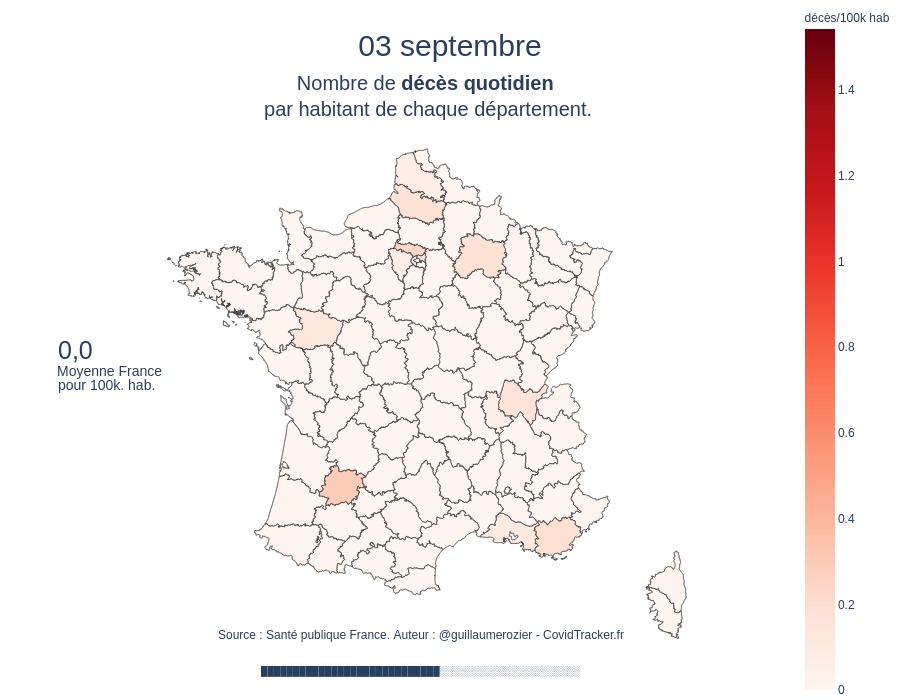 décès/100k hab
03 septembre
Nombre de décès quotidien
par habitant de chaque département.
1.4
1.2
1
0.8
0.6
0.4
0.2
0
0,0
Moyenne France
pour 100k. hab.
Source : Santé publique France. Auteur : @guillaumerozier - CovidTracker.fr